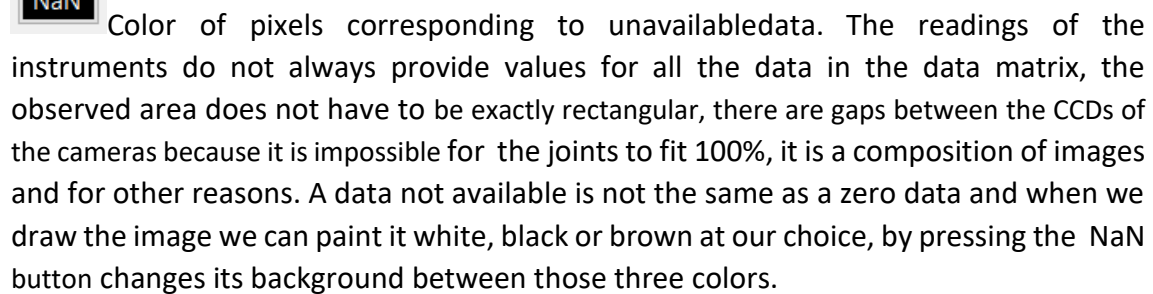 NaN
Color of pixels corresponding to unavailabledata. The readings of the
instruments do not always provide values for all the data in the data matrix, the
observed area does not have to be exactly rectangular, there are gaps between the CCDs of
the cameras because it is impossible for the joints to fit 100%, it is a composition of images
and for other reasons. A data not available is not the same as a zero data and when we
draw the image we can paint it white, black or brown at our choice, by pressing the NaN
button changes its background between those three colors.